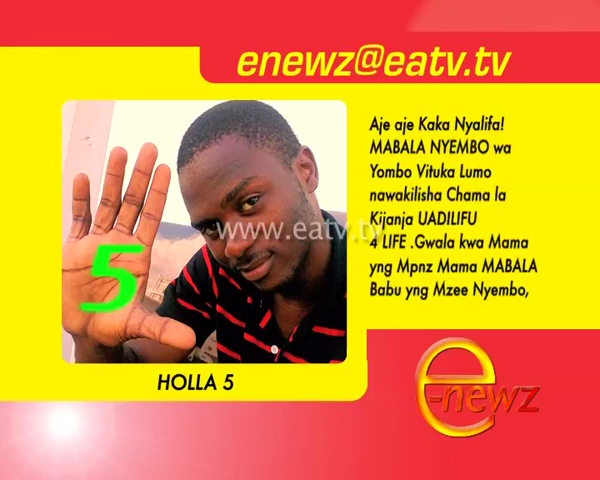 enewz@eatv.tv
Aje aje Kaka Nyalifa!
MABALA NYEMBO wa
Yombo Vituka Lumo
nawakilisha Chama la
Kijanja UADILIFU
4 LIFE .Gwala kwa Mama
yng Mpnz Mama MABALA
Babu yng Mzee Nyembo,
www.eatv.tv
5
HOLLA 5
e-newz